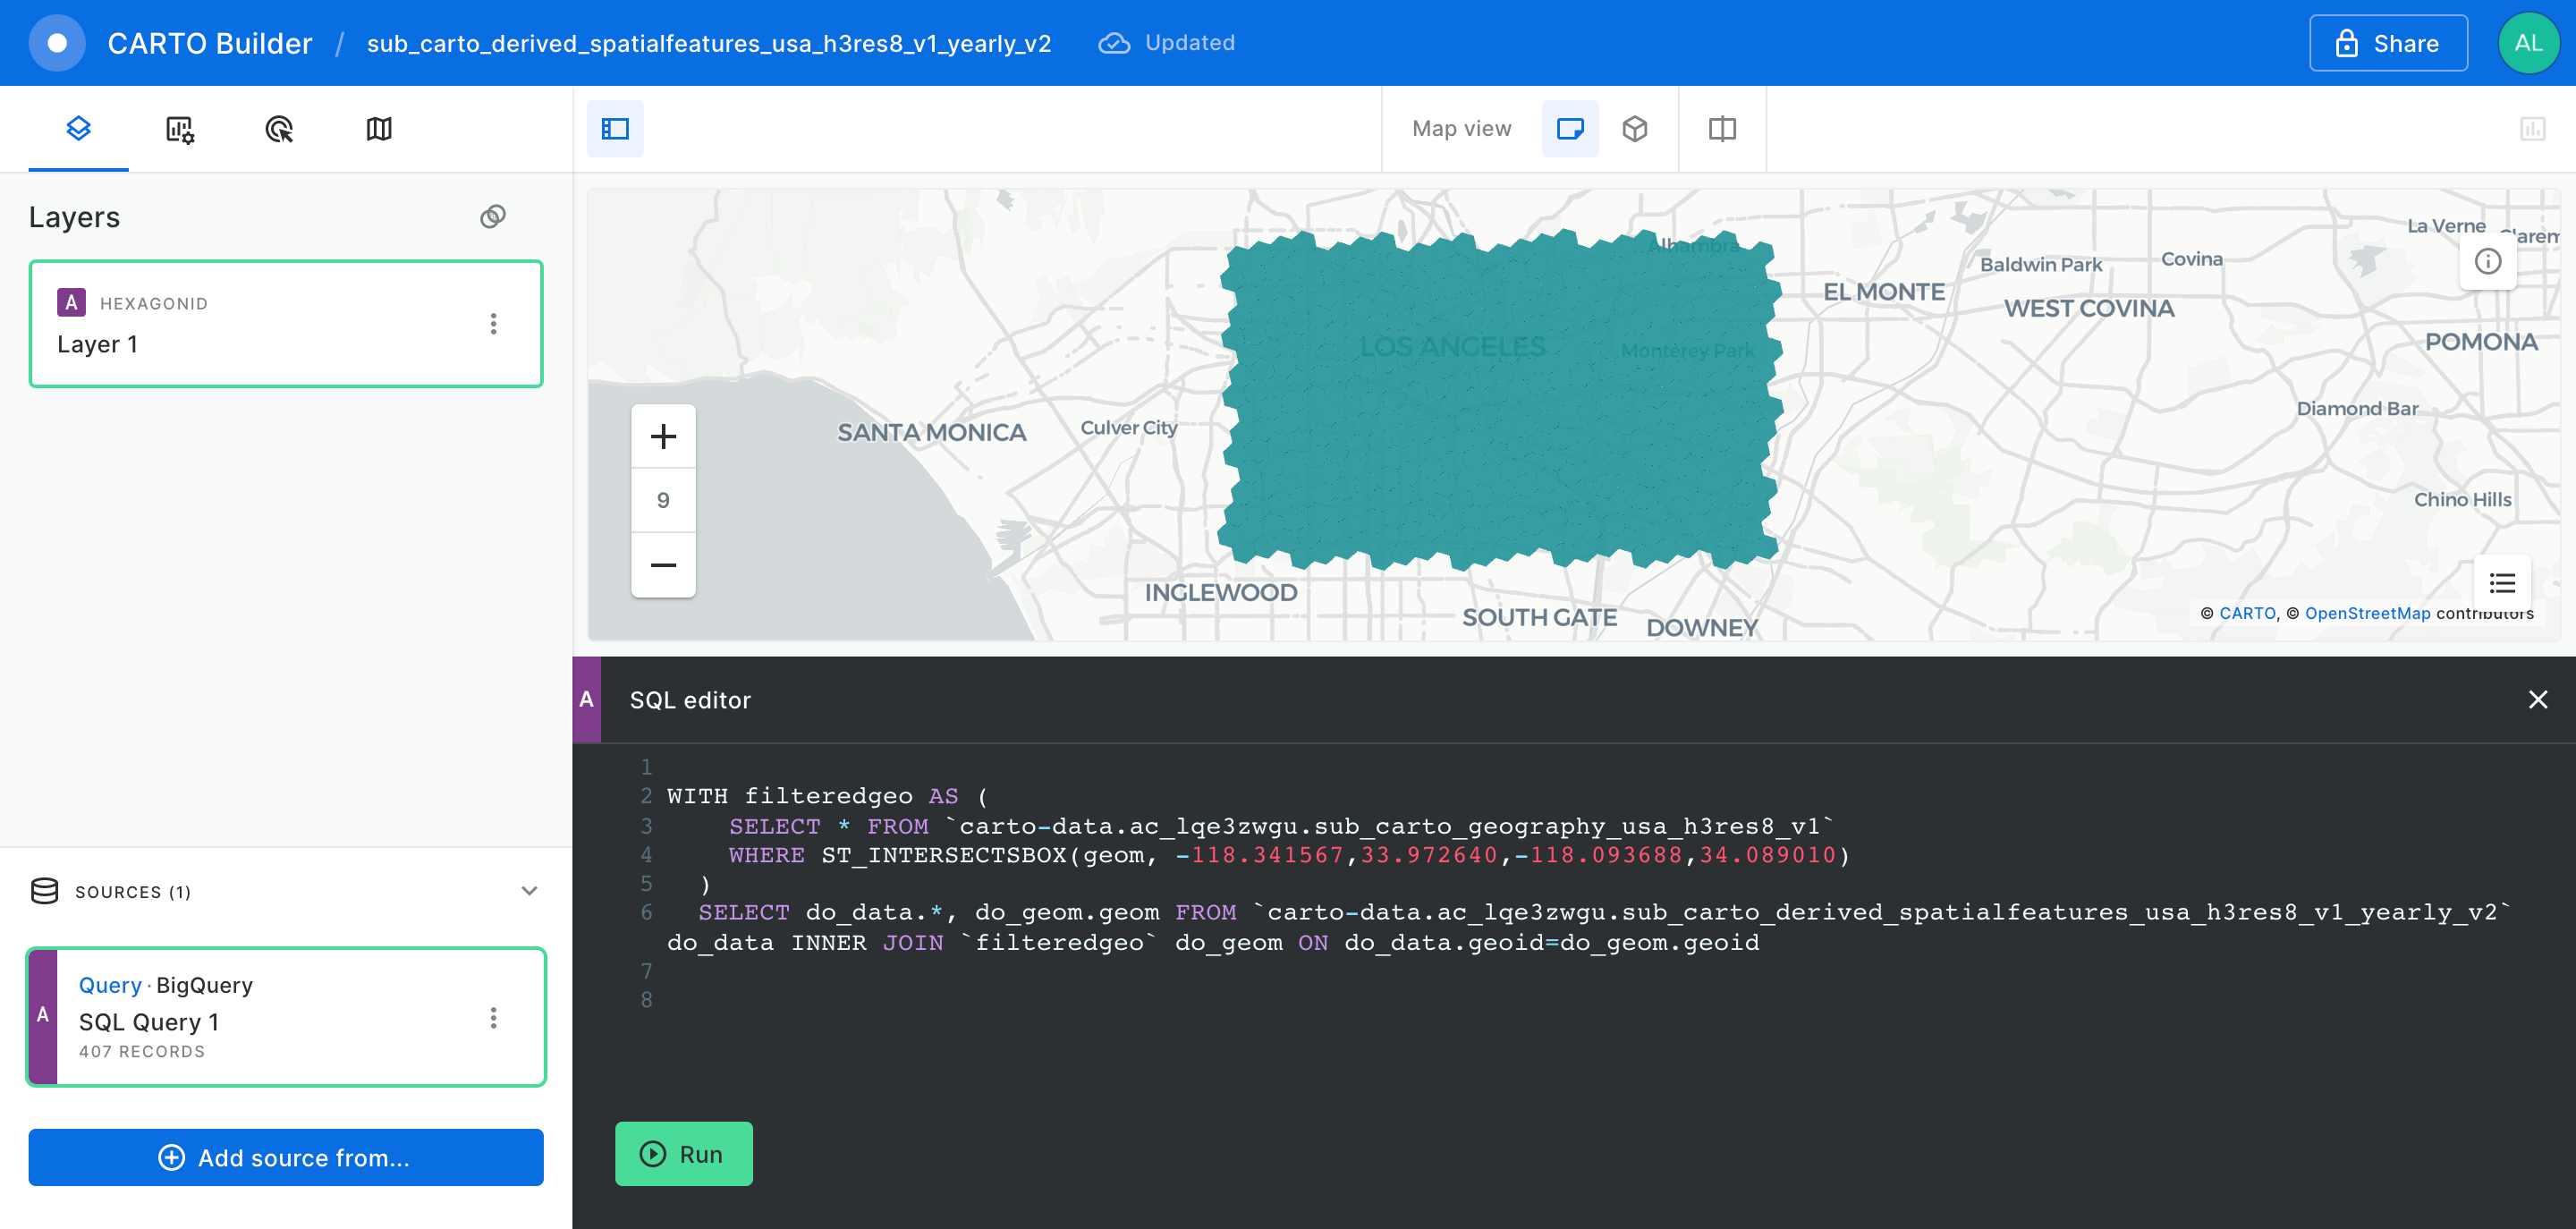 CARTO Builder / sub_carto_derived_spatialfeatures_usa_h3res8_v1_yearly_v2 Updated Share AL
Map view
Layers
A HEXAGONID
Layer 1
SOURCES (1)
A
Query · BigQuery
SQL Query 1
407 RECORDS
Add source from...
La Verne
Alhambra
Baldwin Park
Covina
EL MONTE
WEST COVINA
LOS ANGELES
Monterey Park
POMONA
Diamond Bar
SANTA MONICA
Culver City
9
Chino Hills
INGLEWOOD
SOUTH GATE
DOWNEY
© CARTO, © OpenStreetMap contributors
A SQL editor
1
2 WITH filteredgeo AS (
3 SELECT * FROM `carto-data.ac_lqe3zwgu.sub_carto_geography_usa_h3res8_v1`
4 WHERE ST_INTERSECTSBOX(geom, -118.341567,33.972640,-118.093688,34.089010)
5 )
6 SELECT do_data.*, do_geom.geom FROM `carto-data.ac_lqe3zwgu.sub_carto_derived_spatialfeatures_usa_h3res8_v1_yearly_v2`
do_data INNER JOIN `filteredgeo` do_geom ON do_data.geoid=do_geom.geoid
7
8
Run